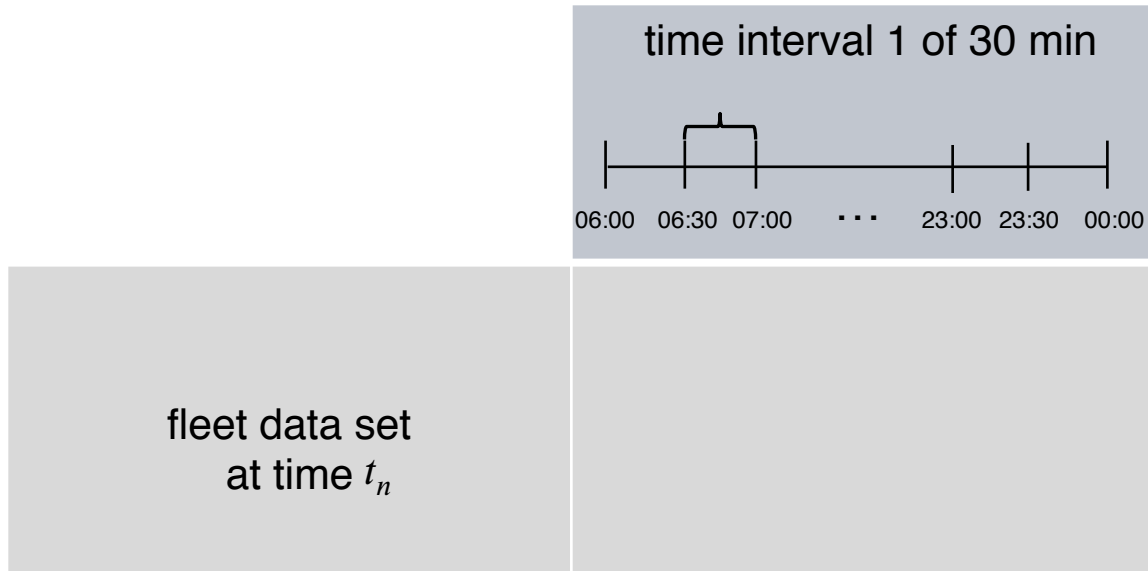 time interval 1 of 30 min
06:00 06:30 07:00 ... 23:00 23:30 00:00
fleet data set
at time tₙ